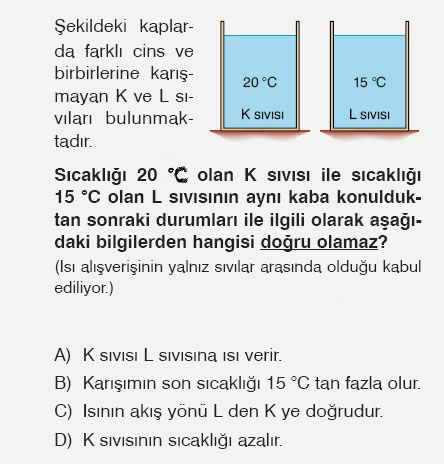 Şekildeki kaplar-
da farklı cins ve
birbirlerine karış-
mayan K ve L sı-
vıları bulunmak-
tadır.
20 °C
K sıvısı
15 °C
L sıvısı
Sıcaklığı 20 °C olan K sıvısı ile sıcaklığı
15 °C olan L sıvısının aynı kaba konulduk-
tan sonraki durumları ile ilgili olarak aşağı-
daki bilgilerden hangisi doğru olamaz?
(Isı alışverişinin yalnız sıvılar arasında olduğu kabul
ediliyor.)
A) K sıvısı L sıvısına ısı verir.
B) Karışımın son sıcaklığı 15 °C tan fazla olur.
C) Isının akış yönü L den K ye doğrudur.
D) K sıvısının sıcaklığı azalır.